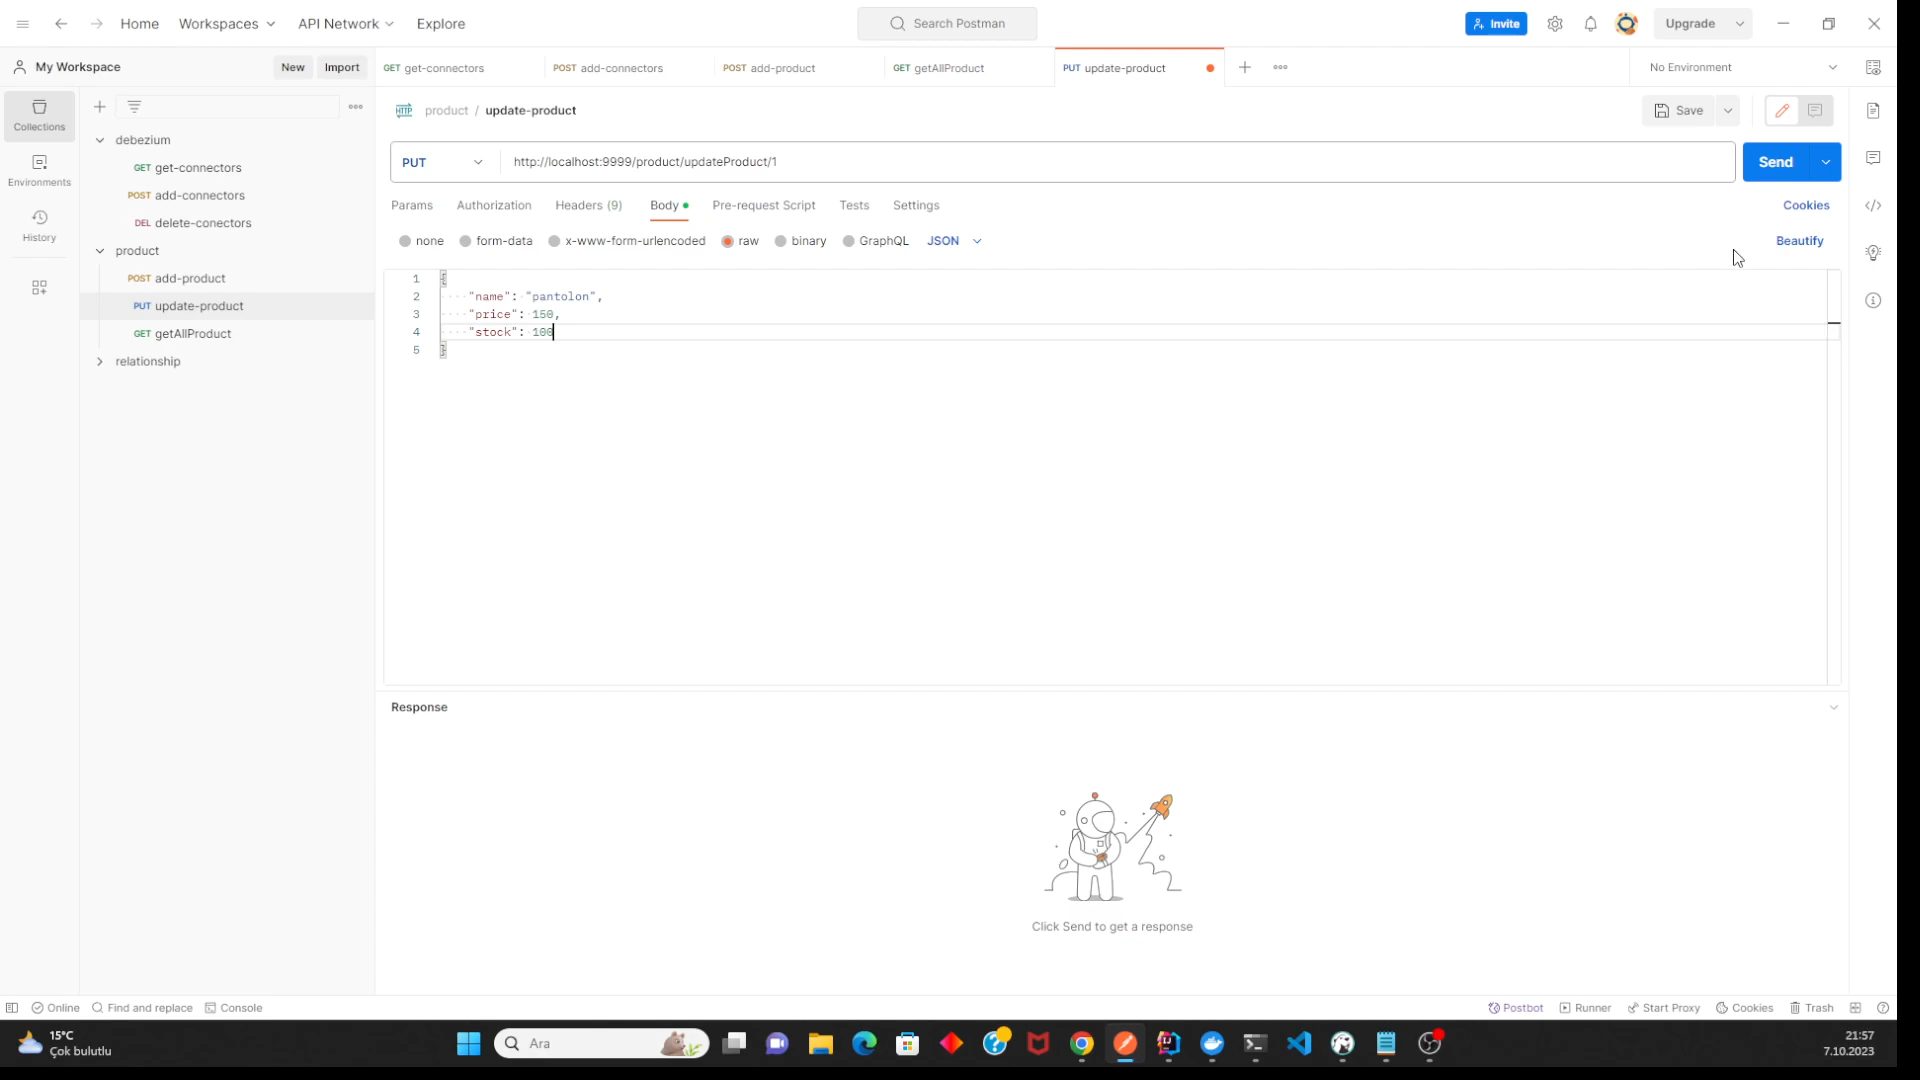 Home Workspaces API Network Explore Search Postman Invite Upgrade
My Workspace New Import GET get-connectors POST add-connectors POST add-product GET getAllProduct PUT update-product No Environment
Collections
Environments
History
debezium
GET get-connectors
POST add-connectors
DEL delete-conectors
product
POST add-product
PUT update-product
GET getAllProduct
relationship
HTTP product / update-product Save
PUT http://localhost:9999/product/updateProduct/1 Send
Params Authorization Headers (9) Body Pre-request Script Tests Settings Cookies
none form-data x-www-form-urlencoded raw binary GraphQL JSON Beautify
1 {
2 "name": "pantolon",
3 "price": 150,
4 "stock": 100
5 }
Response
Click Send to get a response
Online Find and replace Console Postbot Runner Start Proxy Cookies Trash
15°C
Çok bulutlu
Ara
21:57
7.10.2023